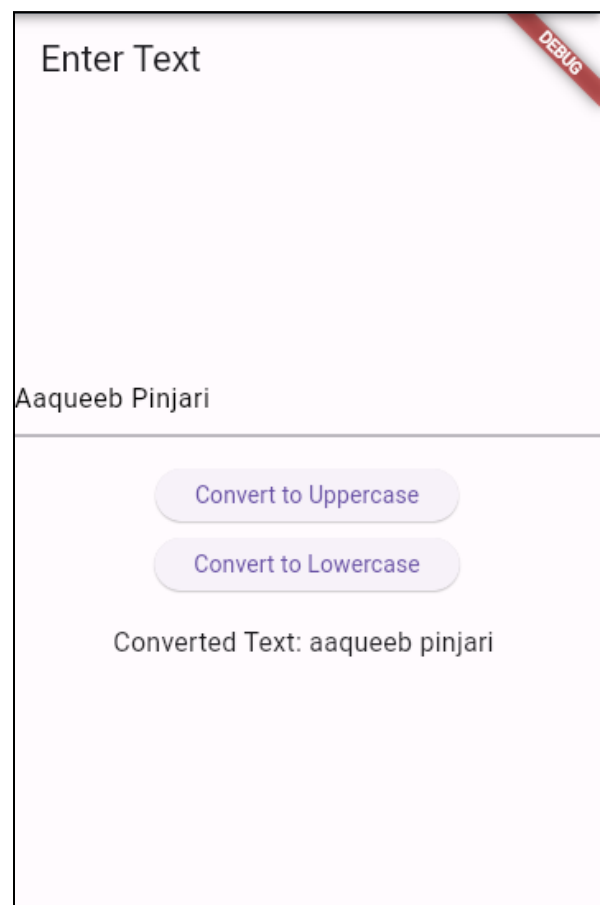 Enter Text
DEBUG
Aaqueeb Pinjari
Convert to Uppercase
Convert to Lowercase
Converted Text: aaqueeb pinjari